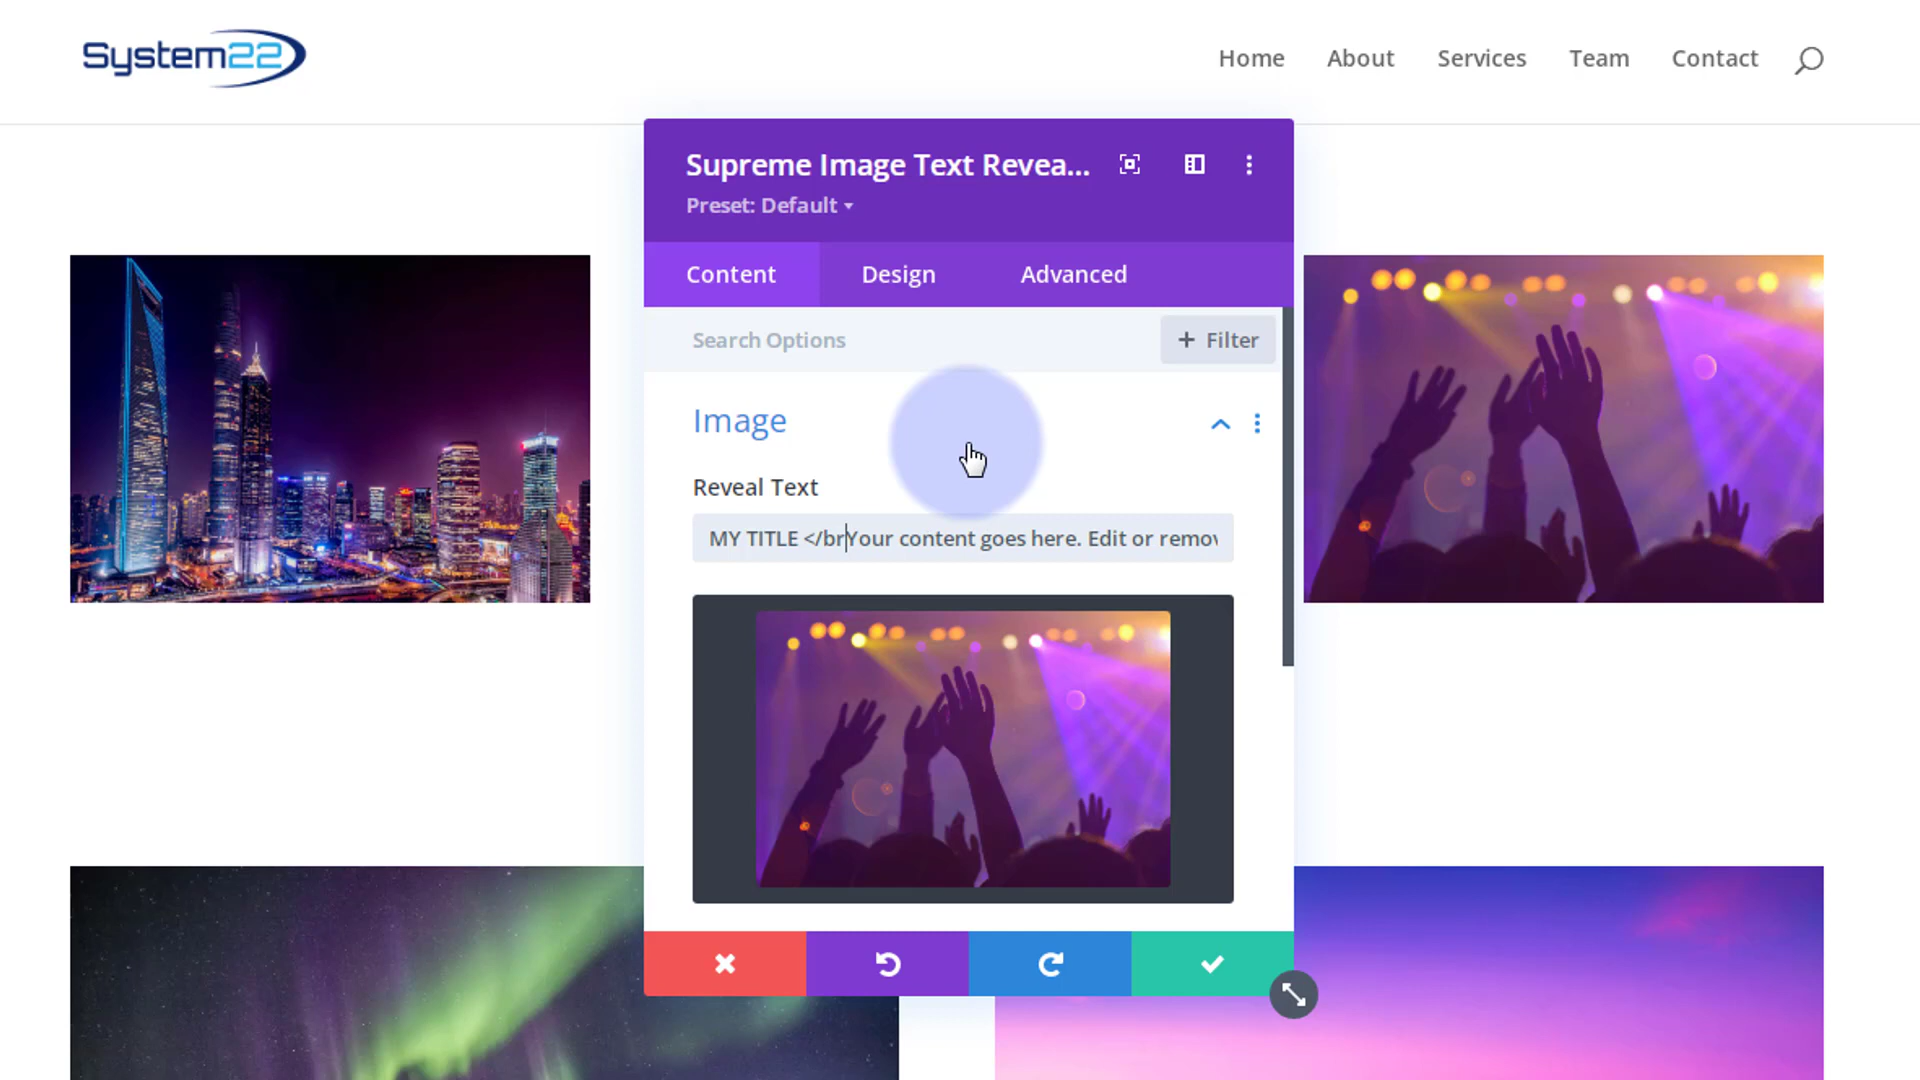 System22
Home About Services Team Contact
Supreme Image Text Revea...
Preset: Default
Content Design Advanced
Search Options
+ Filter
Image
Reveal Text
MY TITLE </brYour content goes here. Edit or remov